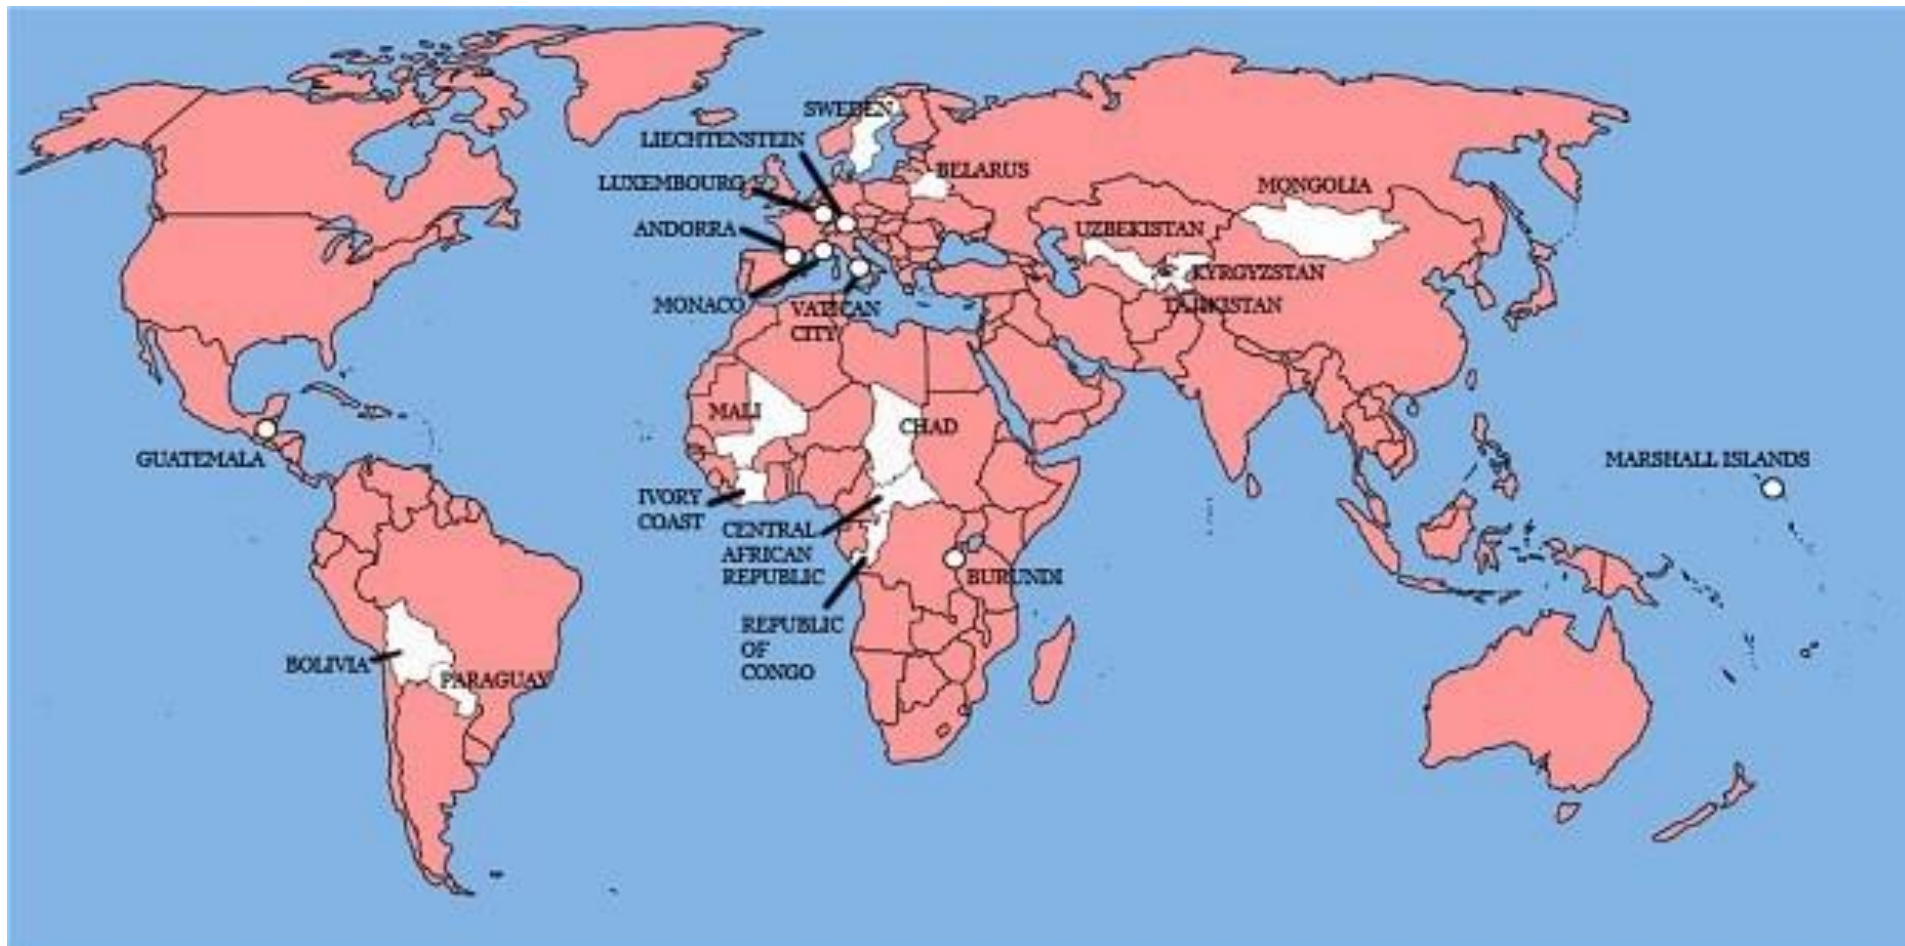 SWEDEN
LIECHTENSTEIN
BELARUS
LUXEMBOURG
MONGOLIA
ANDORRA
UZBEKISTAN
KYRGYZSTAN
MONACO
VATICAN
CITY
TAJIKISTAN
MALI
CHAD
GUATEMALA
MARSHALL ISLANDS
IVORY
COAST
CENTRAL
AFRICAN
REPUBLIC
BURUNDI
REPUBLIC
OF
CONGO
BOLIVIA
PARAGUAY